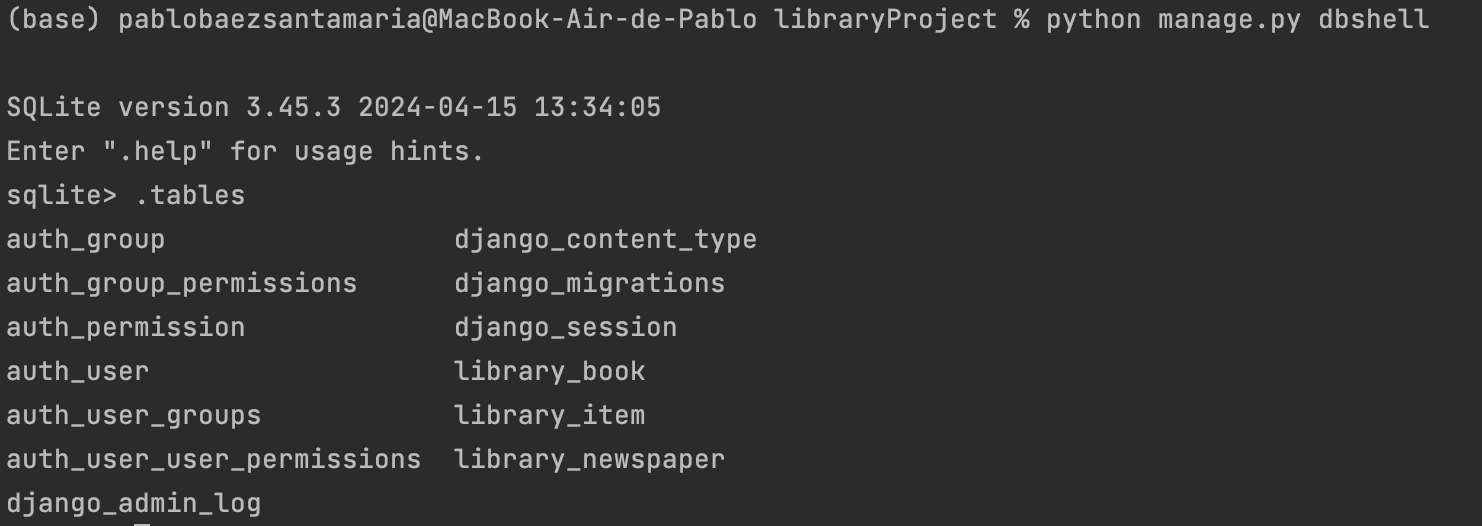 (base) pablobaezsantamaria@MacBook-Air-de-Pablo libraryProject % python manage.py dbshell
SQLite version 3.45.3 2024-04-15 13:34:05
Enter ".help" for usage hints.
sqlite> .tables
auth_group                  django_content_type
auth_group_permissions      django_migrations
auth_permission             django_session
auth_user                   library_book
auth_user_groups            library_item
auth_user_user_permissions  library_newspaper
django_admin_log